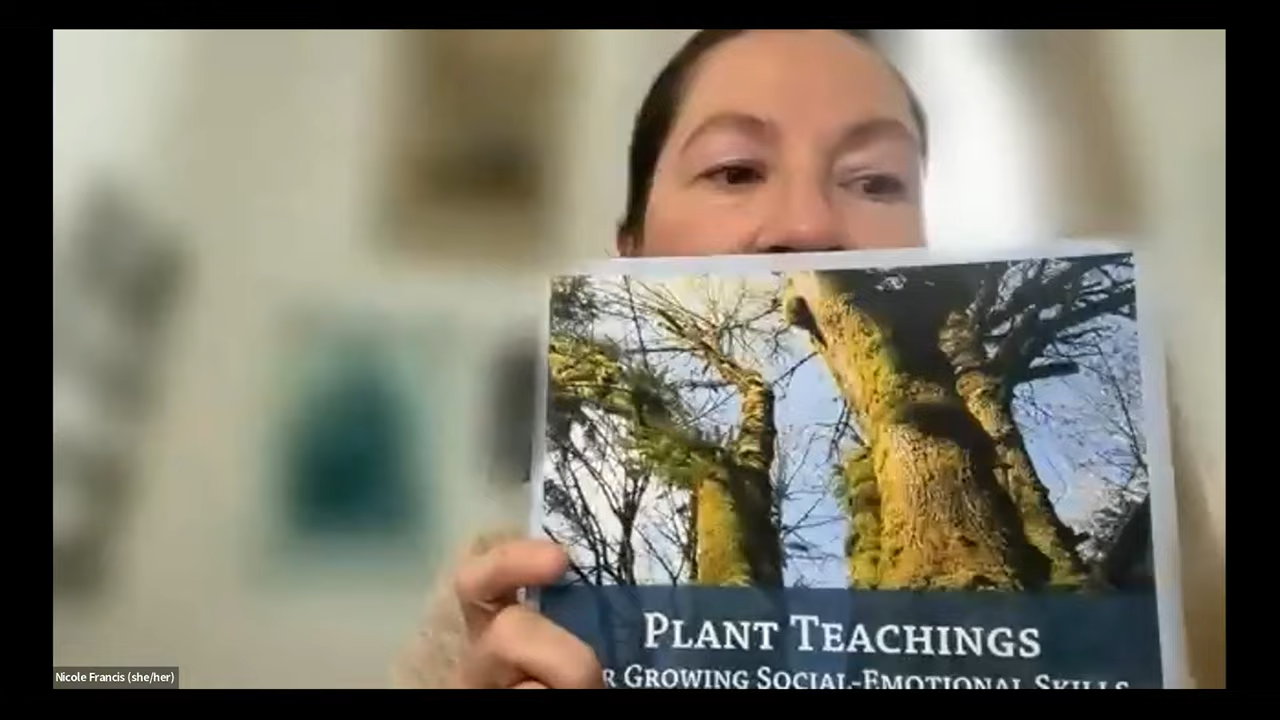 PLANT TEACHINGS
R GROWING SOCIAL-EMOTIONAL SKILLS
Nicole Francis (she/her)